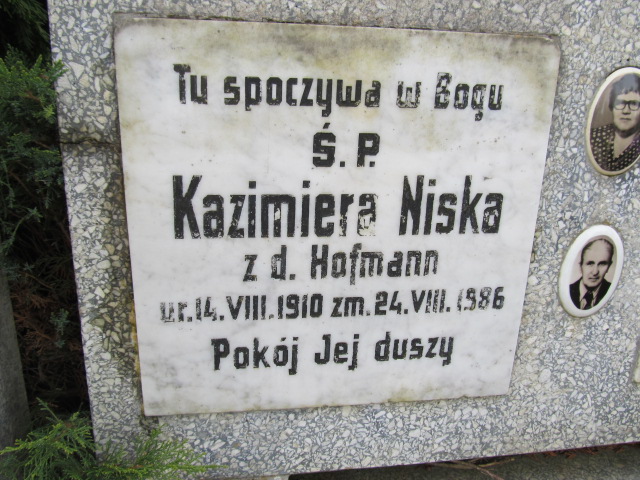 Tu spoczywa w Bogu
Ś. P.
Kazimiera Niska
z d. Hofmann
ur. 14. VIII. 1910 zm. 24. VIII. 1986
Pokój Jej duszy